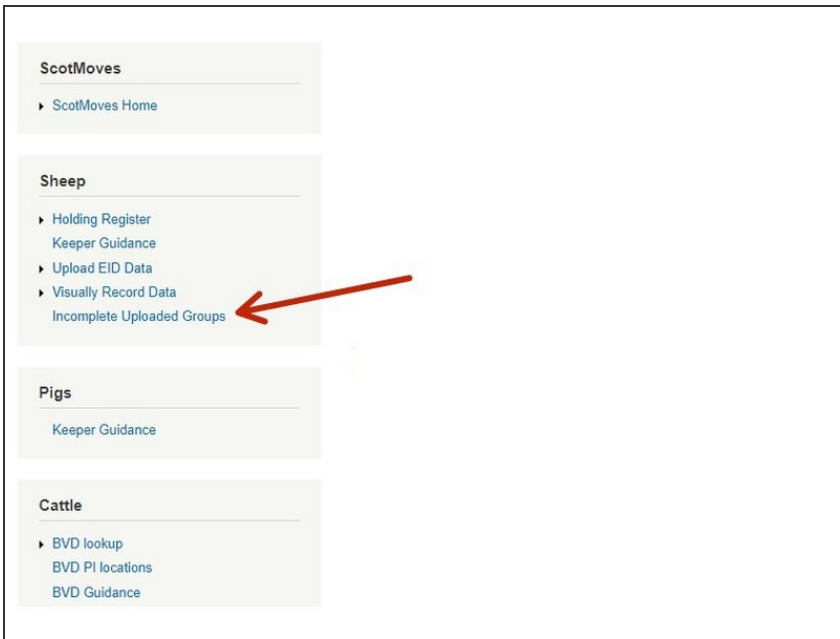 ScotMoves
ScotMoves Home
Sheep
Holding Register
Keeper Guidance
Upload EID Data
Visually Record Data
Incomplete Uploaded Groups
Pigs
Keeper Guidance
Cattle
BVD lookup
BVD PI locations
BVD Guidance